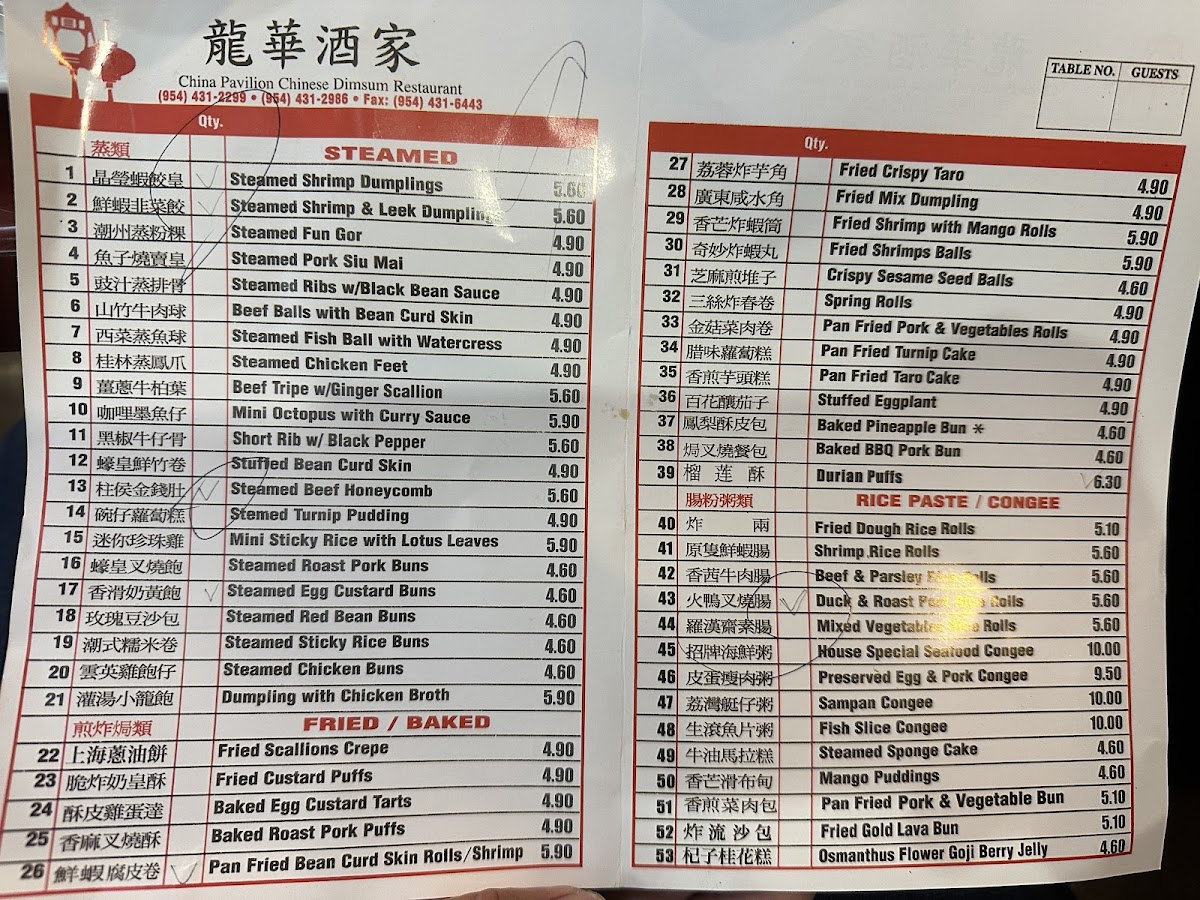 龍華酒家
China Pavilion Chinese Dimsum Restaurant
(954) 431-2299 • (954) 431-2986 • Fax: (954) 431-6443
TABLE NO. GUESTS
Qty.
蒸類 STEAMED
1 晶瑩蝦餃皇 Steamed Shrimp Dumplings 5.60
2 鮮蝦韭菜餃 Steamed Shrimp & Leek Dumplings 5.60
3 潮州蒸粉粿 Steamed Fun Gor 4.90
4 魚子燒賣皇 Steamed Pork Siu Mai 4.90
5 豉汁蒸排骨 Steamed Ribs w/Black Bean Sauce 4.90
6 山竹牛肉球 Beef Balls with Bean Curd Skin 4.90
7 西菜蒸魚球 Steamed Fish Ball with Watercress 4.90
8 桂林蒸鳳爪 Steamed Chicken Feet 4.90
9 薑蔥牛柏葉 Beef Tripe w/Ginger Scallion 5.60
10 咖哩墨魚仔 Mini Octopus with Curry Sauce 5.90
11 黑椒牛仔骨 Short Rib w/ Black Pepper 5.60
12 蠔皇鮮竹卷 Stuffed Bean Curd Skin 4.90
13 柱侯金錢肚 Steamed Beef Honeycomb 5.60
14 碗仔蘿蔔糕 Stemed Turnip Pudding 4.90
15 迷你珍珠雞 Mini Sticky Rice with Lotus Leaves 5.90
16 蠔皇叉燒飽 Steamed Roast Pork Buns 4.60
17 香滑奶黃飽 Steamed Egg Custard Buns 4.60
18 玫瑰豆沙包 Steamed Red Bean Buns 4.60
19 潮式糯米卷 Steamed Sticky Rice Buns 4.60
20 雲英雞飽仔 Steamed Chicken Buns 4.60
21 灌湯小籠飽 Dumpling with Chicken Broth 5.90
煎炸焗類 FRIED / BAKED
22 上海蔥油餅 Fried Scallions Crepe 4.90
23 脆炸奶皇酥 Fried Custard Puffs 4.90
24 酥皮雞蛋達 Baked Egg Custard Tarts 4.90
25 香麻叉燒酥 Baked Roast Pork Puffs 4.90
26 鮮蝦腐皮卷 Pan Fried Bean Curd Skin Rolls/Shrimp 5.90
Qty.
27 荔蓉炸芋角 Fried Crispy Taro 4.90
28 廣東咸水角 Fried Mix Dumpling 4.90
29 香芒炸蝦筒 Fried Shrimp with Mango Rolls 5.90
30 奇妙炸蝦丸 Fried Shrimps Balls 5.90
31 芝麻煎堆子 Crispy Sesame Seed Balls 4.60
32 三絲炸春卷 Spring Rolls 4.90
33 金菇菜肉卷 Pan Fried Pork & Vegetables Rolls 4.90
34 腊味蘿蔔糕 Pan Fried Turnip Cake 4.90
35 香煎芋頭糕 Pan Fried Taro Cake 4.90
36 百花釀茄子 Stuffed Eggplant 4.90
37 鳳梨酥皮包 Baked Pineapple Bun * 4.60
38 焗叉燒餐包 Baked BBQ Pork Bun 4.60
39 榴莲酥 Durian Puffs 6.30
腸粉粥類 RICE PASTE / CONGEE
40 炸兩 Fried Dough Rice Rolls 5.10
41 原隻鮮蝦腸 Shrimp Rice Rolls 5.60
42 香茜牛肉腸 Beef & Parsley Rice Rolls 5.60
43 火鴨叉燒腸 Duck & Roast Pork Rice Rolls 5.60
44 羅漢齋素腸 Mixed Vegetables Rice Rolls 5.60
45 招牌海鮮粥 House Special Seafood Congee 10.00
46 皮蛋瘦肉粥 Preserved Egg & Pork Congee 9.50
47 荔灣艇仔粥 Sampan Congee 10.00
48 生滾魚片粥 Fish Slice Congee 10.00
49 牛油馬拉糕 Steamed Sponge Cake 4.60
50 香芒滑布甸 Mango Puddings 4.60
51 香煎菜肉包 Pan Fried Pork & Vegetable Bun 5.10
52 炸流沙包 Fried Gold Lava Bun 5.10
53 杞子桂花糕 Osmanthus Flower Goji Berry Jelly 4.60